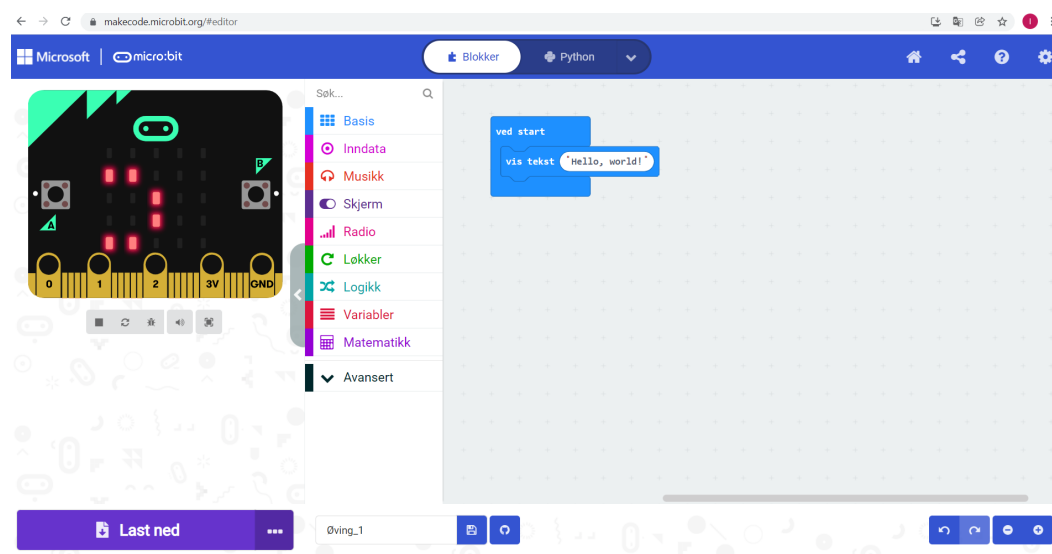 makecode.microbit.org/#editor
Microsoft | micro:bit
Blokker
Python
Søk...
Basis
Inndata
Musikk
Skjerm
Radio
Løkker
Logikk
Variabler
Matematikk
Avansert
B
A
0 1 2 3V GND
ved start
vis tekst "Hello, world!"
Last ned
Øving_1
I